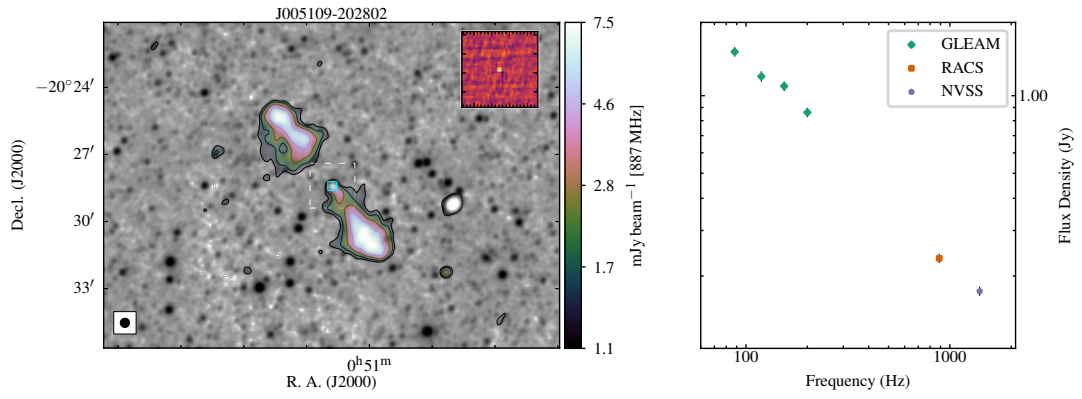 J005109-202802
−20°24′
27′
30′
33′
Decl. (J2000)
0ʰ51ᵐ
R. A. (J2000)
7.5
4.6
2.8
1.7
1.1
mJy beam⁻¹ [887 MHz]
GLEAM
RACS
NVSS
1.00
Flux Density (Jy)
100
1000
Frequency (Hz)